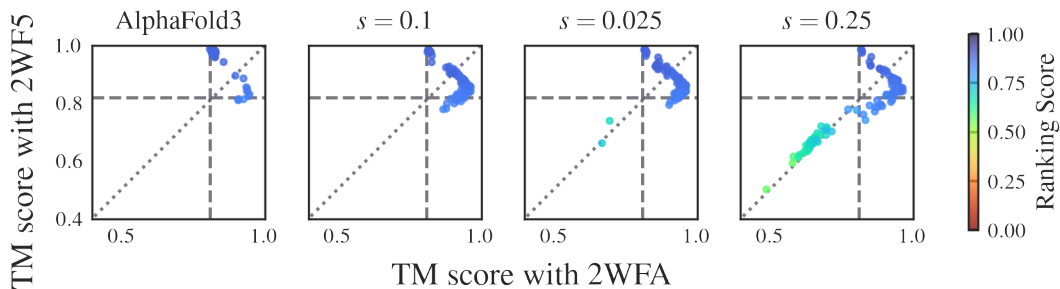 AlphaFold3
s = 0.1
s = 0.025
s = 0.25
TM score with 2WF5
1.0
0.8
0.6
0.4
0.5 1.0
0.5 1.0
0.5 1.0
0.5 1.0
TM score with 2WFA
1.00
0.75
0.50
0.25
0.00
Ranking Score